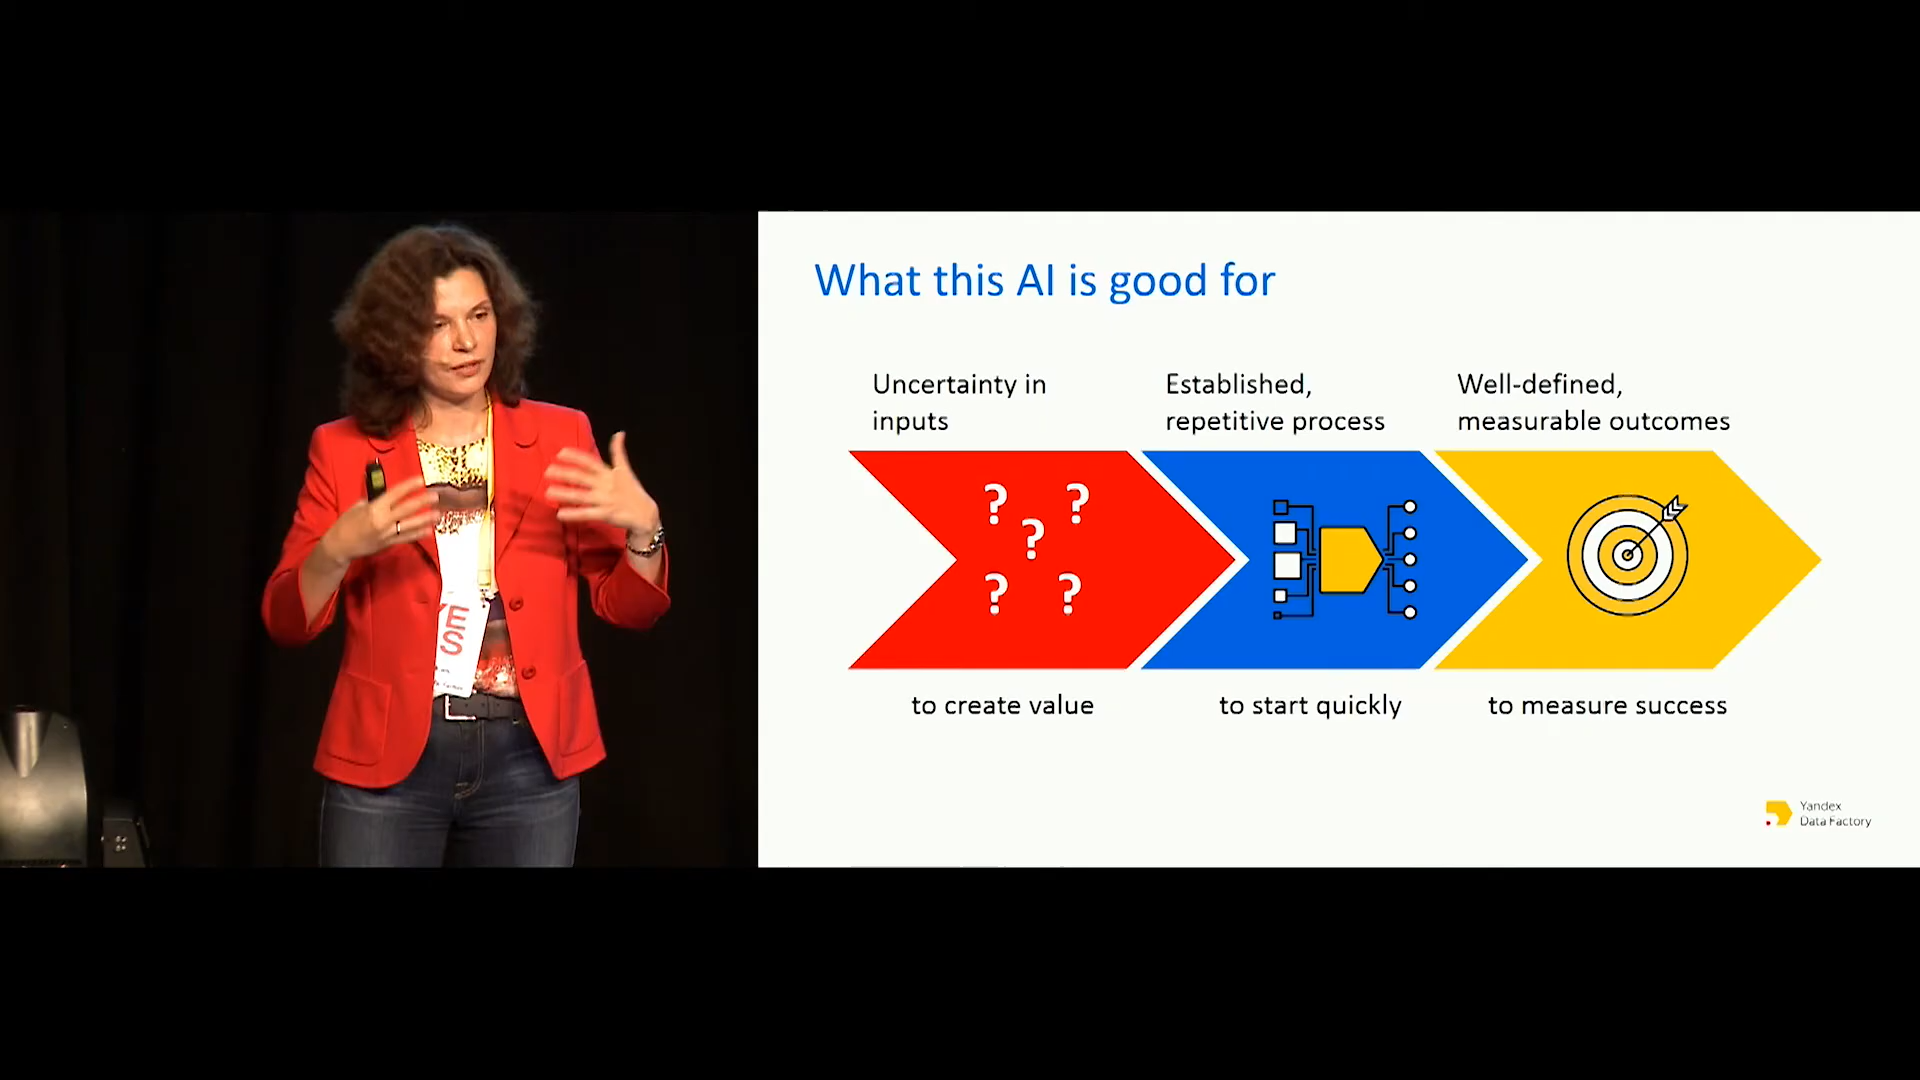 What this AI is good for
Uncertainty in
inputs
Established,
repetitive process
Well-defined,
measurable outcomes
? ?
?
? ?
to create value
to start quickly
to measure success
Yandex
Data Factory
YES